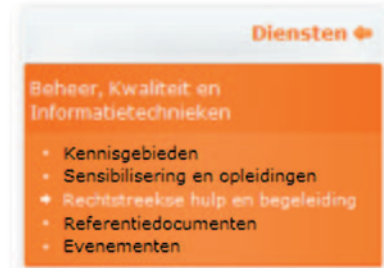 Diensten
Beheer, Kwaliteit en
Informatietechnieken
Kennisgebieden
Sensibilisering en opleidingen
Rechtstreekse hulp en begeleiding
Referentiedocumenten
Evenementen